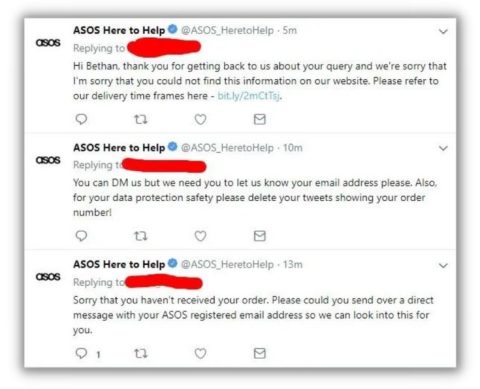 ASOS Here to Help @ASOS_HeretoHelp · 5m
asos
Replying to
Hi Bethan, thank you for getting back to us about your query and we're sorry that
I'm sorry that you could not find this information on our website. Please refer to
our delivery time frames here - bit.ly/2mCtTsj.
ASOS Here to Help @ASOS_HeretoHelp · 10m
asos
Replying to
You can DM us but we need you to let us know your email address please. Also,
for your data protection safety please delete your tweets showing your order
number!
ASOS Here to Help @ASOS_HeretoHelp · 13m
asos
Replying to
Sorry that you haven't received your order. Please could you send over a direct
message with your ASOS registered email address so we can look into this for
you.
1